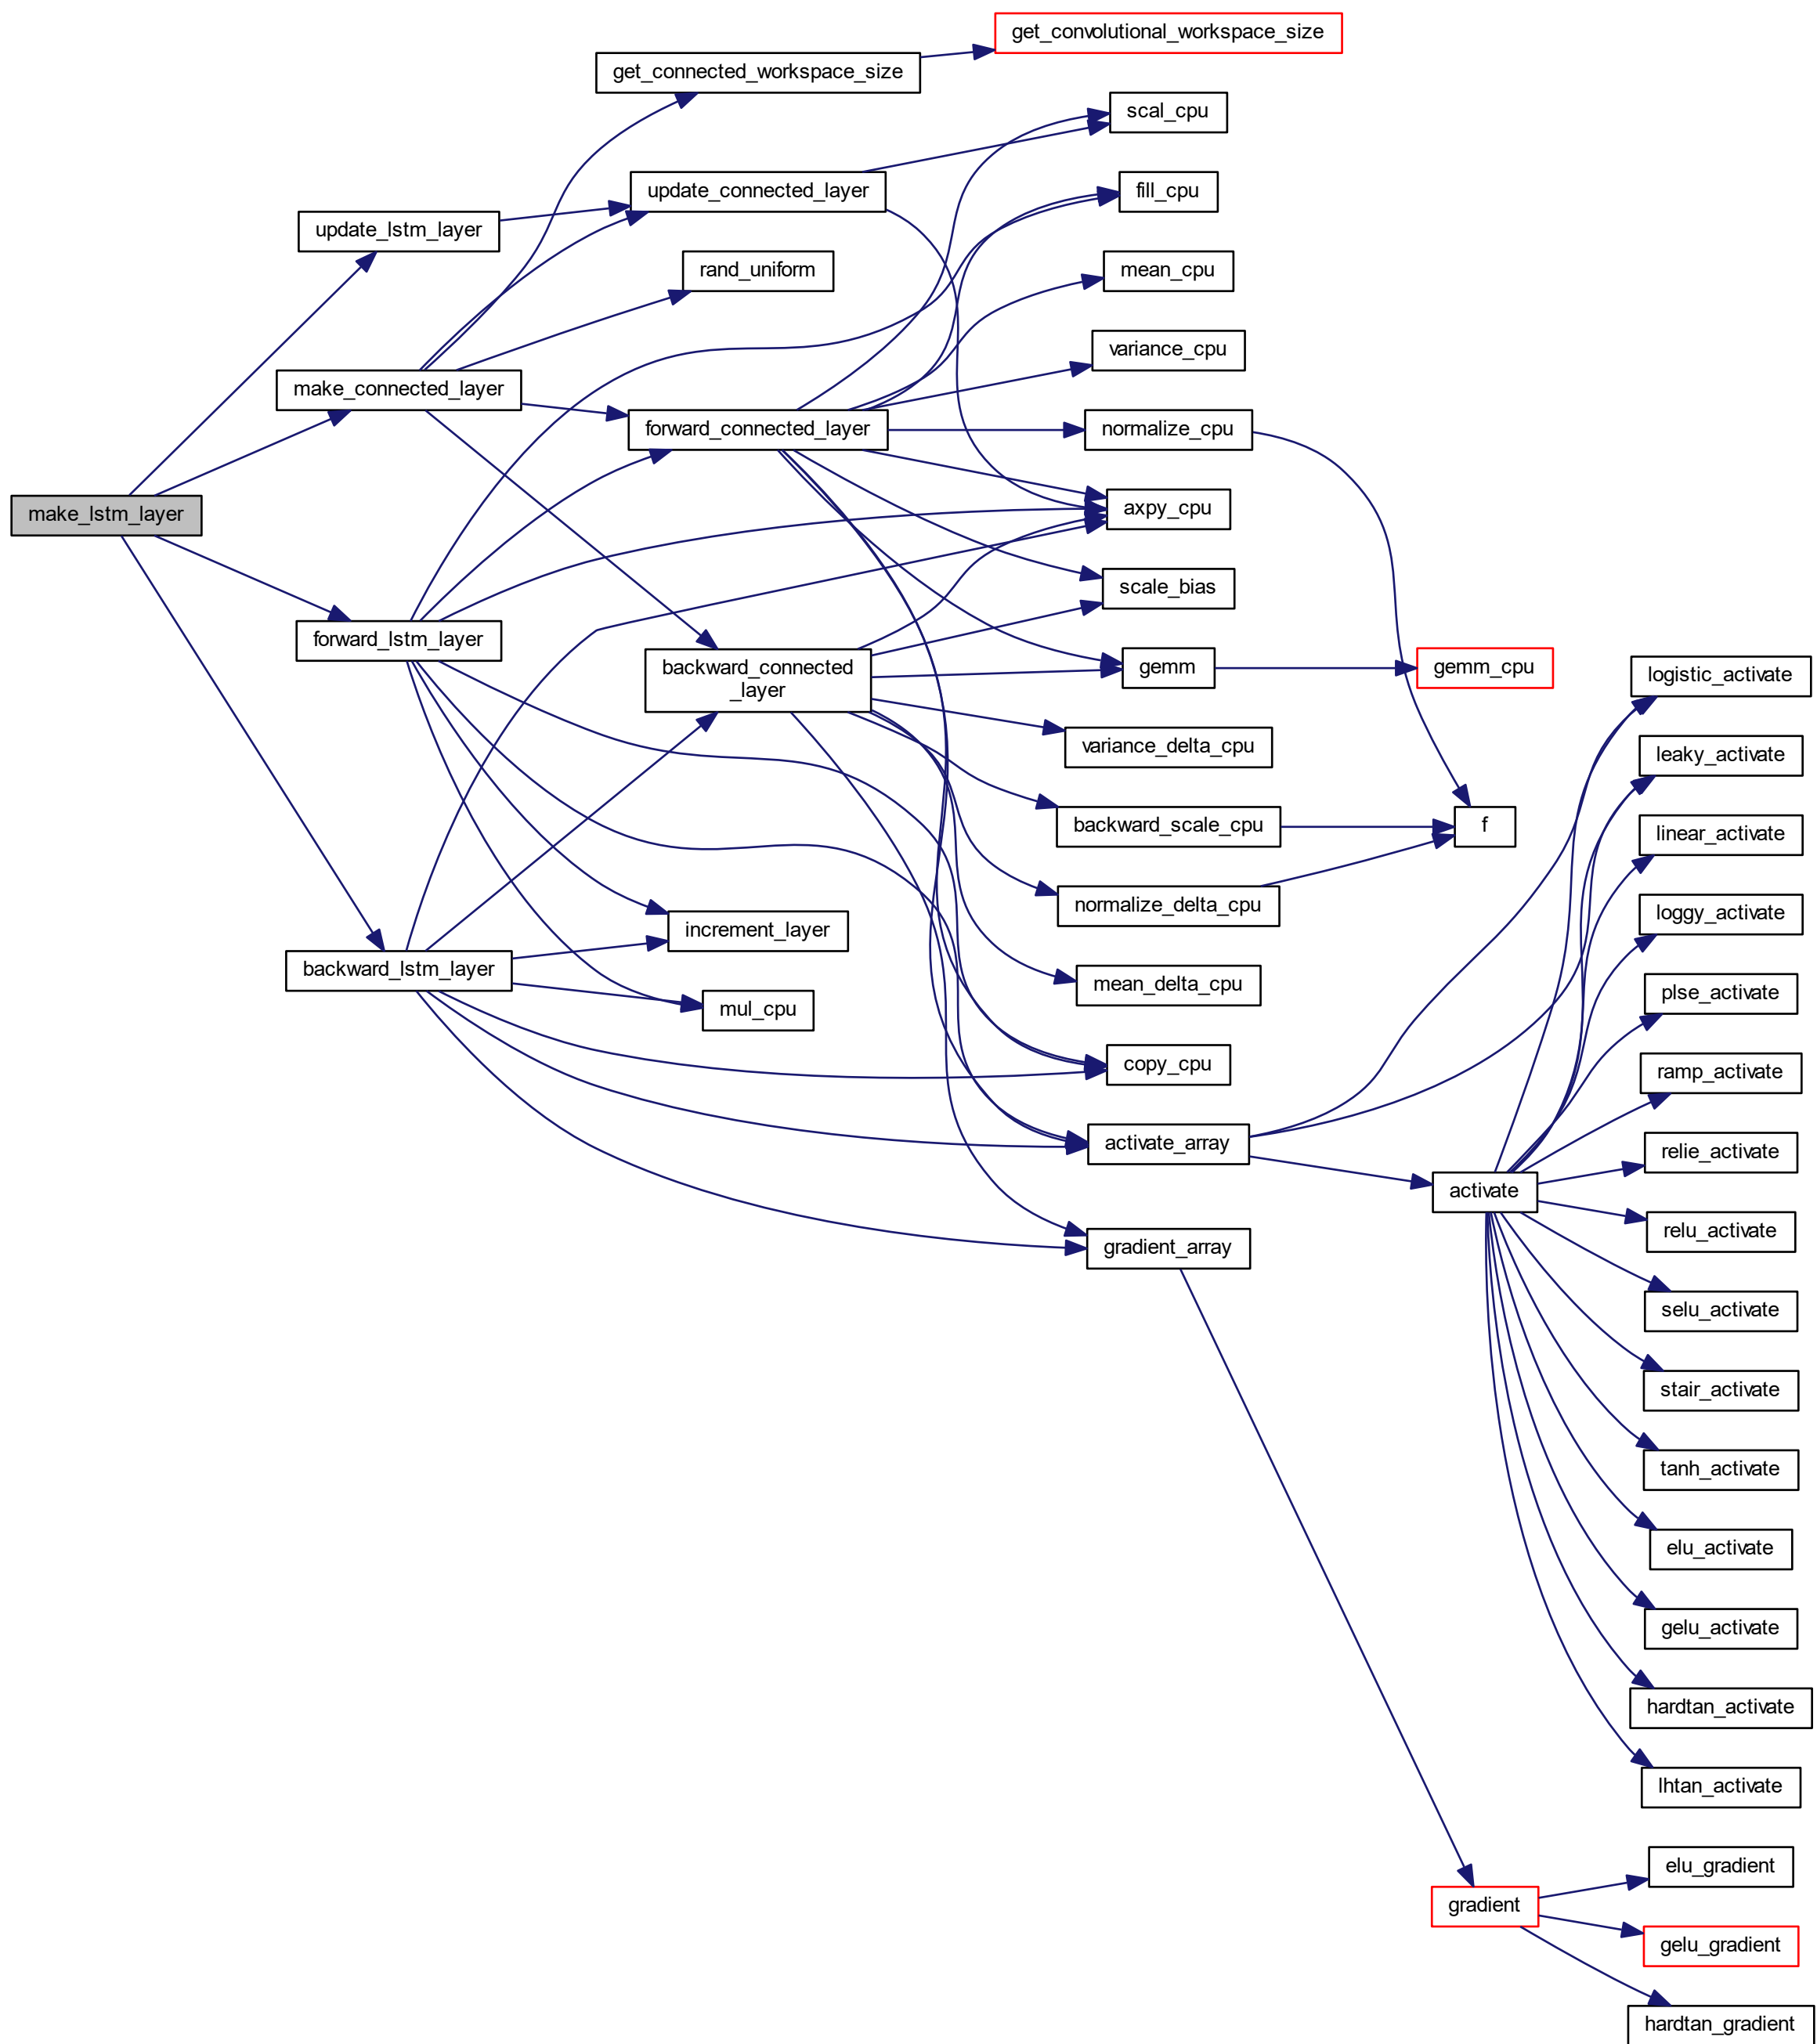 get_convolutional_workspace_size
get_connected_workspace_size
scal_cpu
update_connected_layer
fill_cpu
update_lstm_layer
rand_uniform
mean_cpu
variance_cpu
make_connected_layer
forward_connected_layer
normalize_cpu
make_lstm_layer
axpy_cpu
scale_bias
forward_lstm_layer
backward_connected
_layer
gemm
gemm_cpu
logistic_activate
variance_delta_cpu
leaky_activate
backward_scale_cpu
f
linear_activate
normalize_delta_cpu
loggy_activate
increment_layer
backward_lstm_layer
mean_delta_cpu
plse_activate
mul_cpu
copy_cpu
ramp_activate
activate_array
relie_activate
activate
gradient_array
relu_activate
selu_activate
stair_activate
tanh_activate
elu_activate
gelu_activate
hardtan_activate
lhtan_activate
elu_gradient
gradient
gelu_gradient
hardtan_gradient